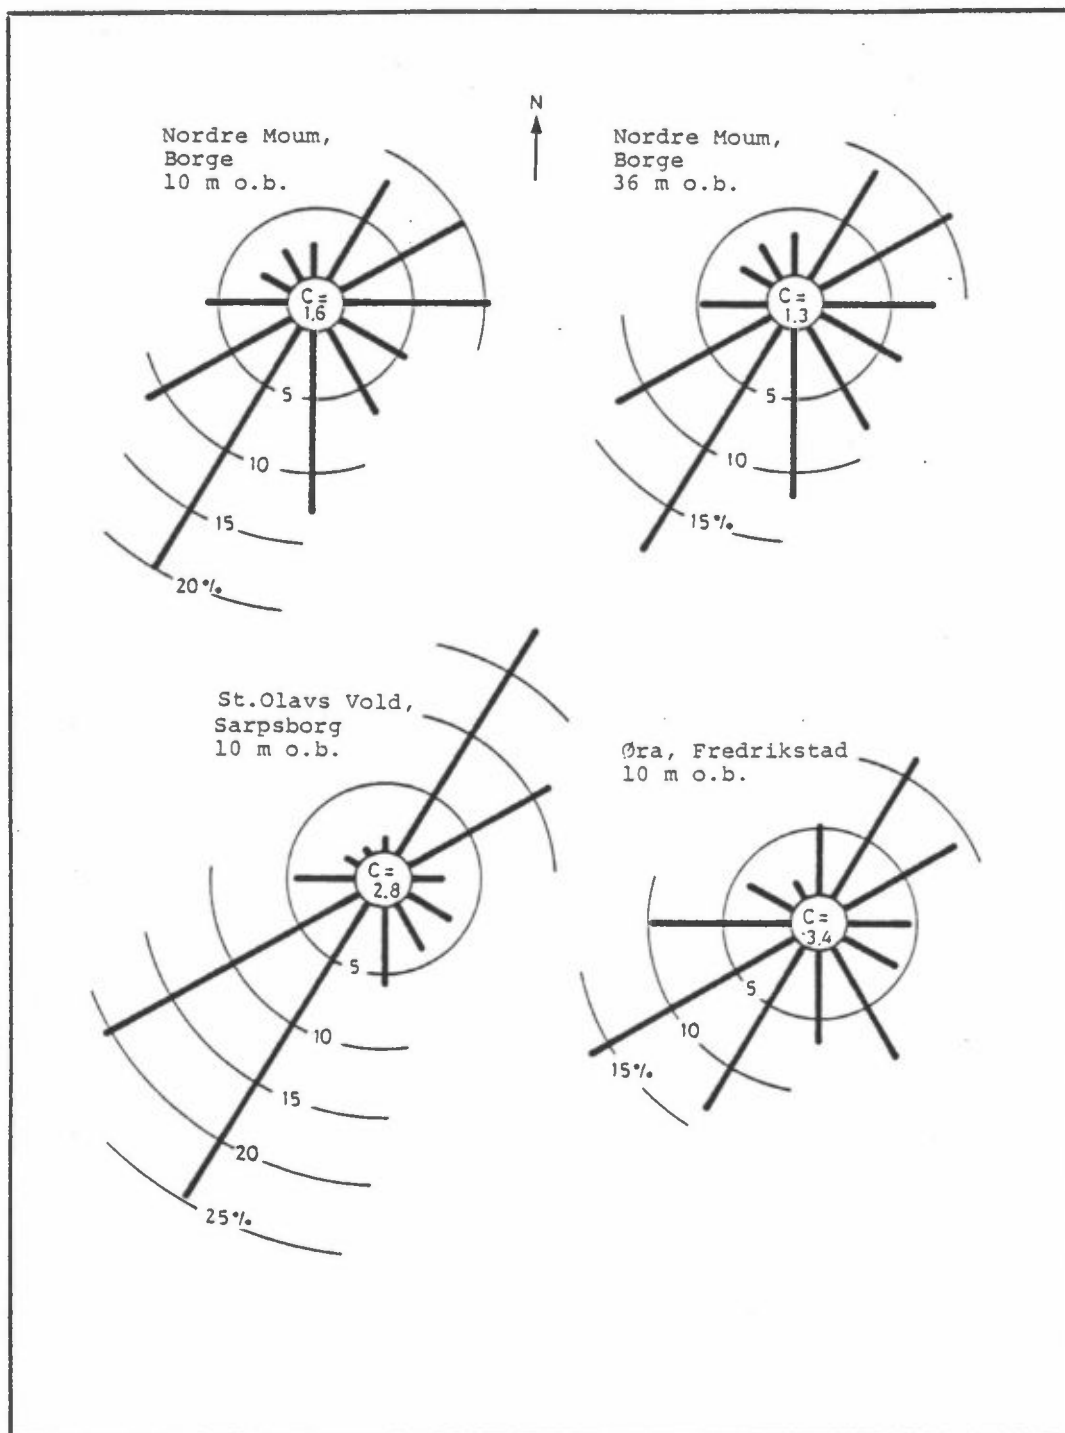 N
Nordre Moum,
Borge
10 m o.b.
C =
1.6
5
10
15
20%
Nordre Moum,
Borge
36 m o.b.
C =
1.3
5
10
15%
St.Olavs Vold,
Sarpsborg
10 m o.b.
C =
2.8
5
10
15
20
25%
Øra, Fredrikstad
10 m o.b.
C =
3.4
5
10
15%